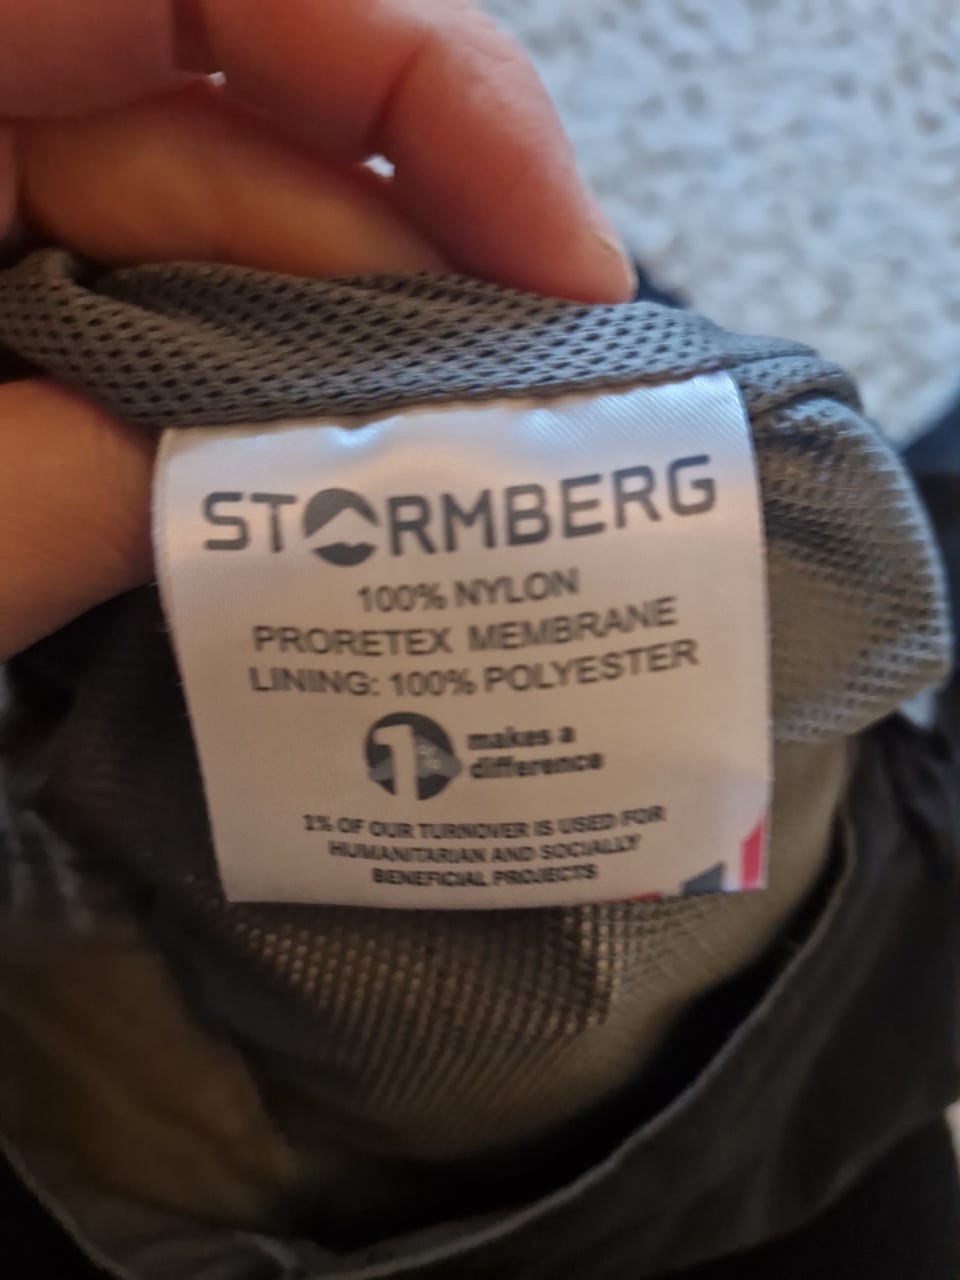 STORMBERG
100% NYLON
PRORETEX MEMBRANE
LINING: 100% POLYESTER
1% makes a
difference
1% OF OUR TURNOVER IS USED FOR
HUMANITARIAN AND SOCIALLY
BENEFICIAL PROJECTS